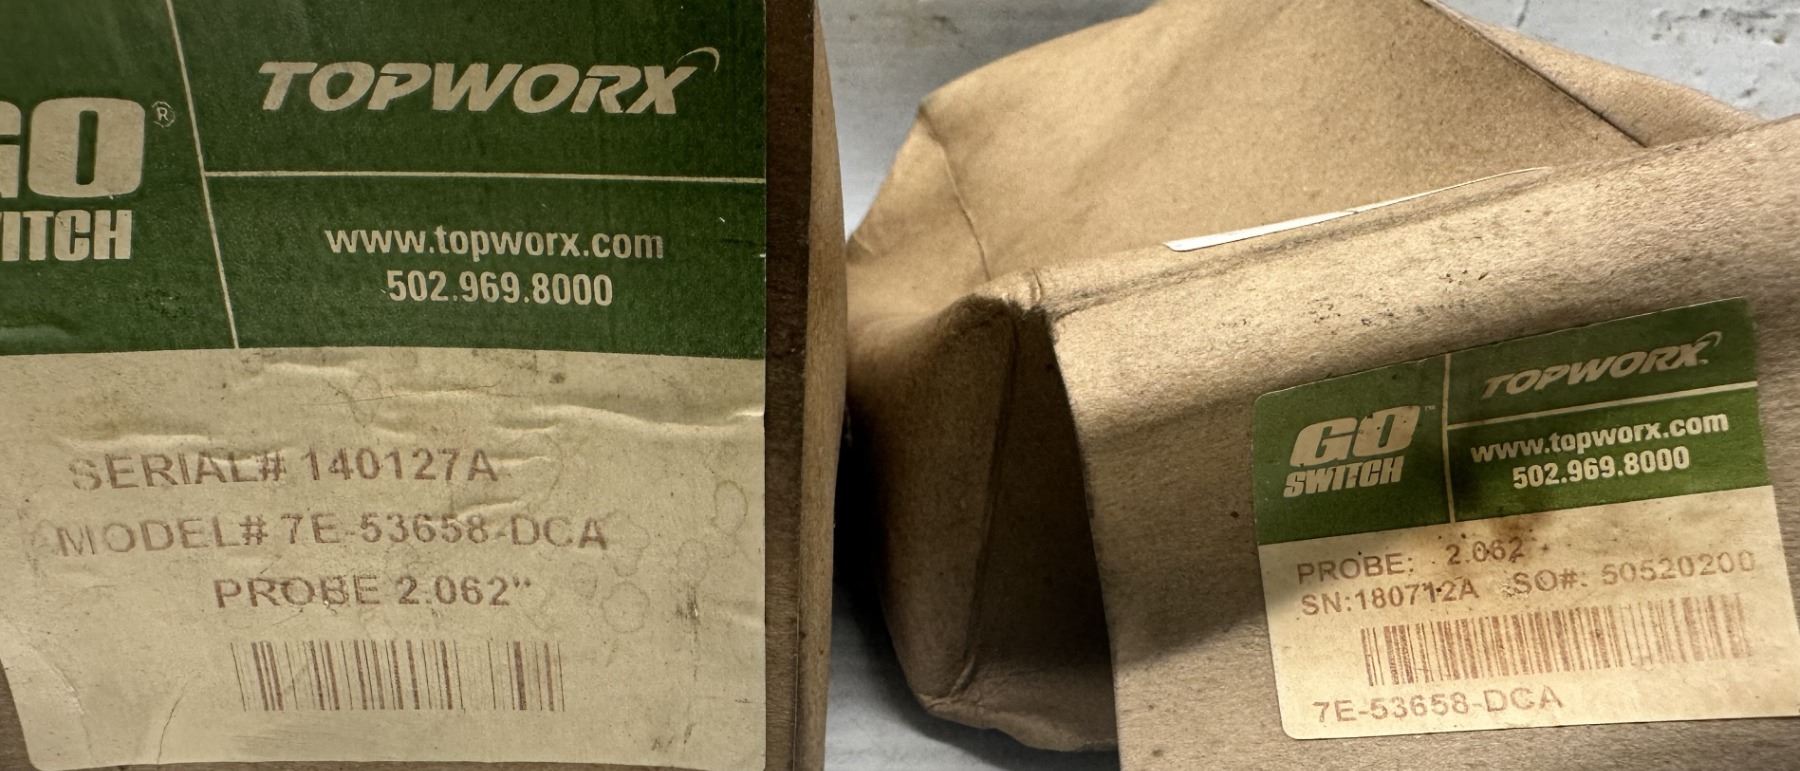 GO®
SWITCH
TOPWORX
www.topworx.com
502.969.8000
SERIAL# 140127A
MODEL# 7E-53658-DCA
PROBE 2.062"
GO™
SWITCH
TOPWORX
www.topworx.com
502.969.8000
PROBE: 2.062
SN:180712A SO#: 50520200
7E-53658-DCA